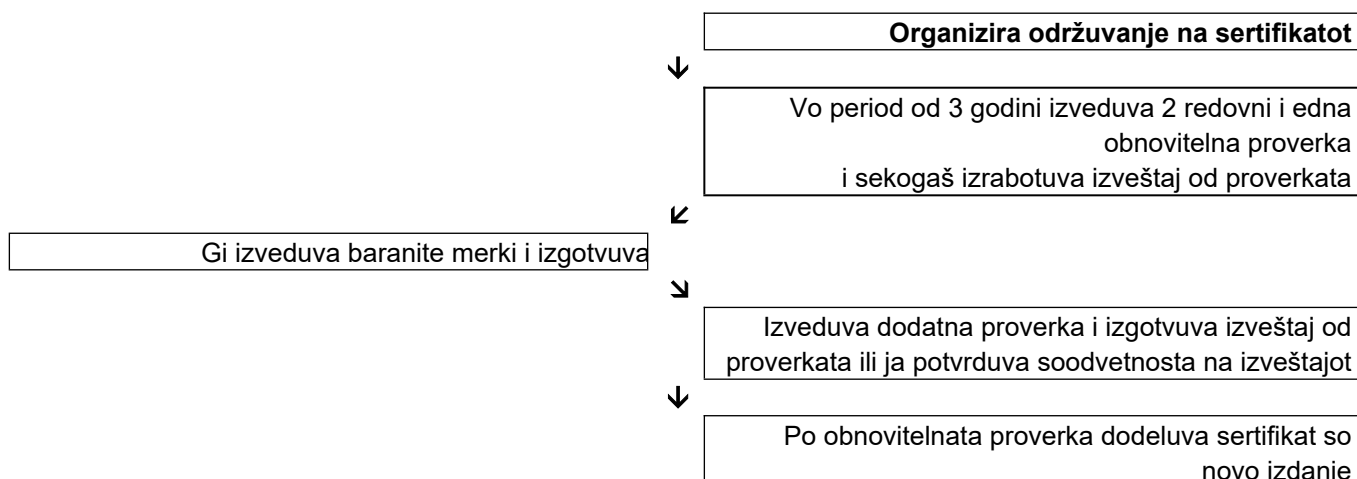 Organizira održuvanje na sertifikatot
Vo period od 3 godini izveduva 2 redovni i edna
obnovitelna proverka
i sekogaš izrabotuva izveštaj od proverkata
Gi izveduva baranite merki i izgotvuva
Izveduva dodatna proverka i izgotvuva izveštaj od
proverkata ili ja potvrduva soodvetnosta na izveštajot
Po obnovitelnata proverka dodeluva sertifikat so
novo izdanie